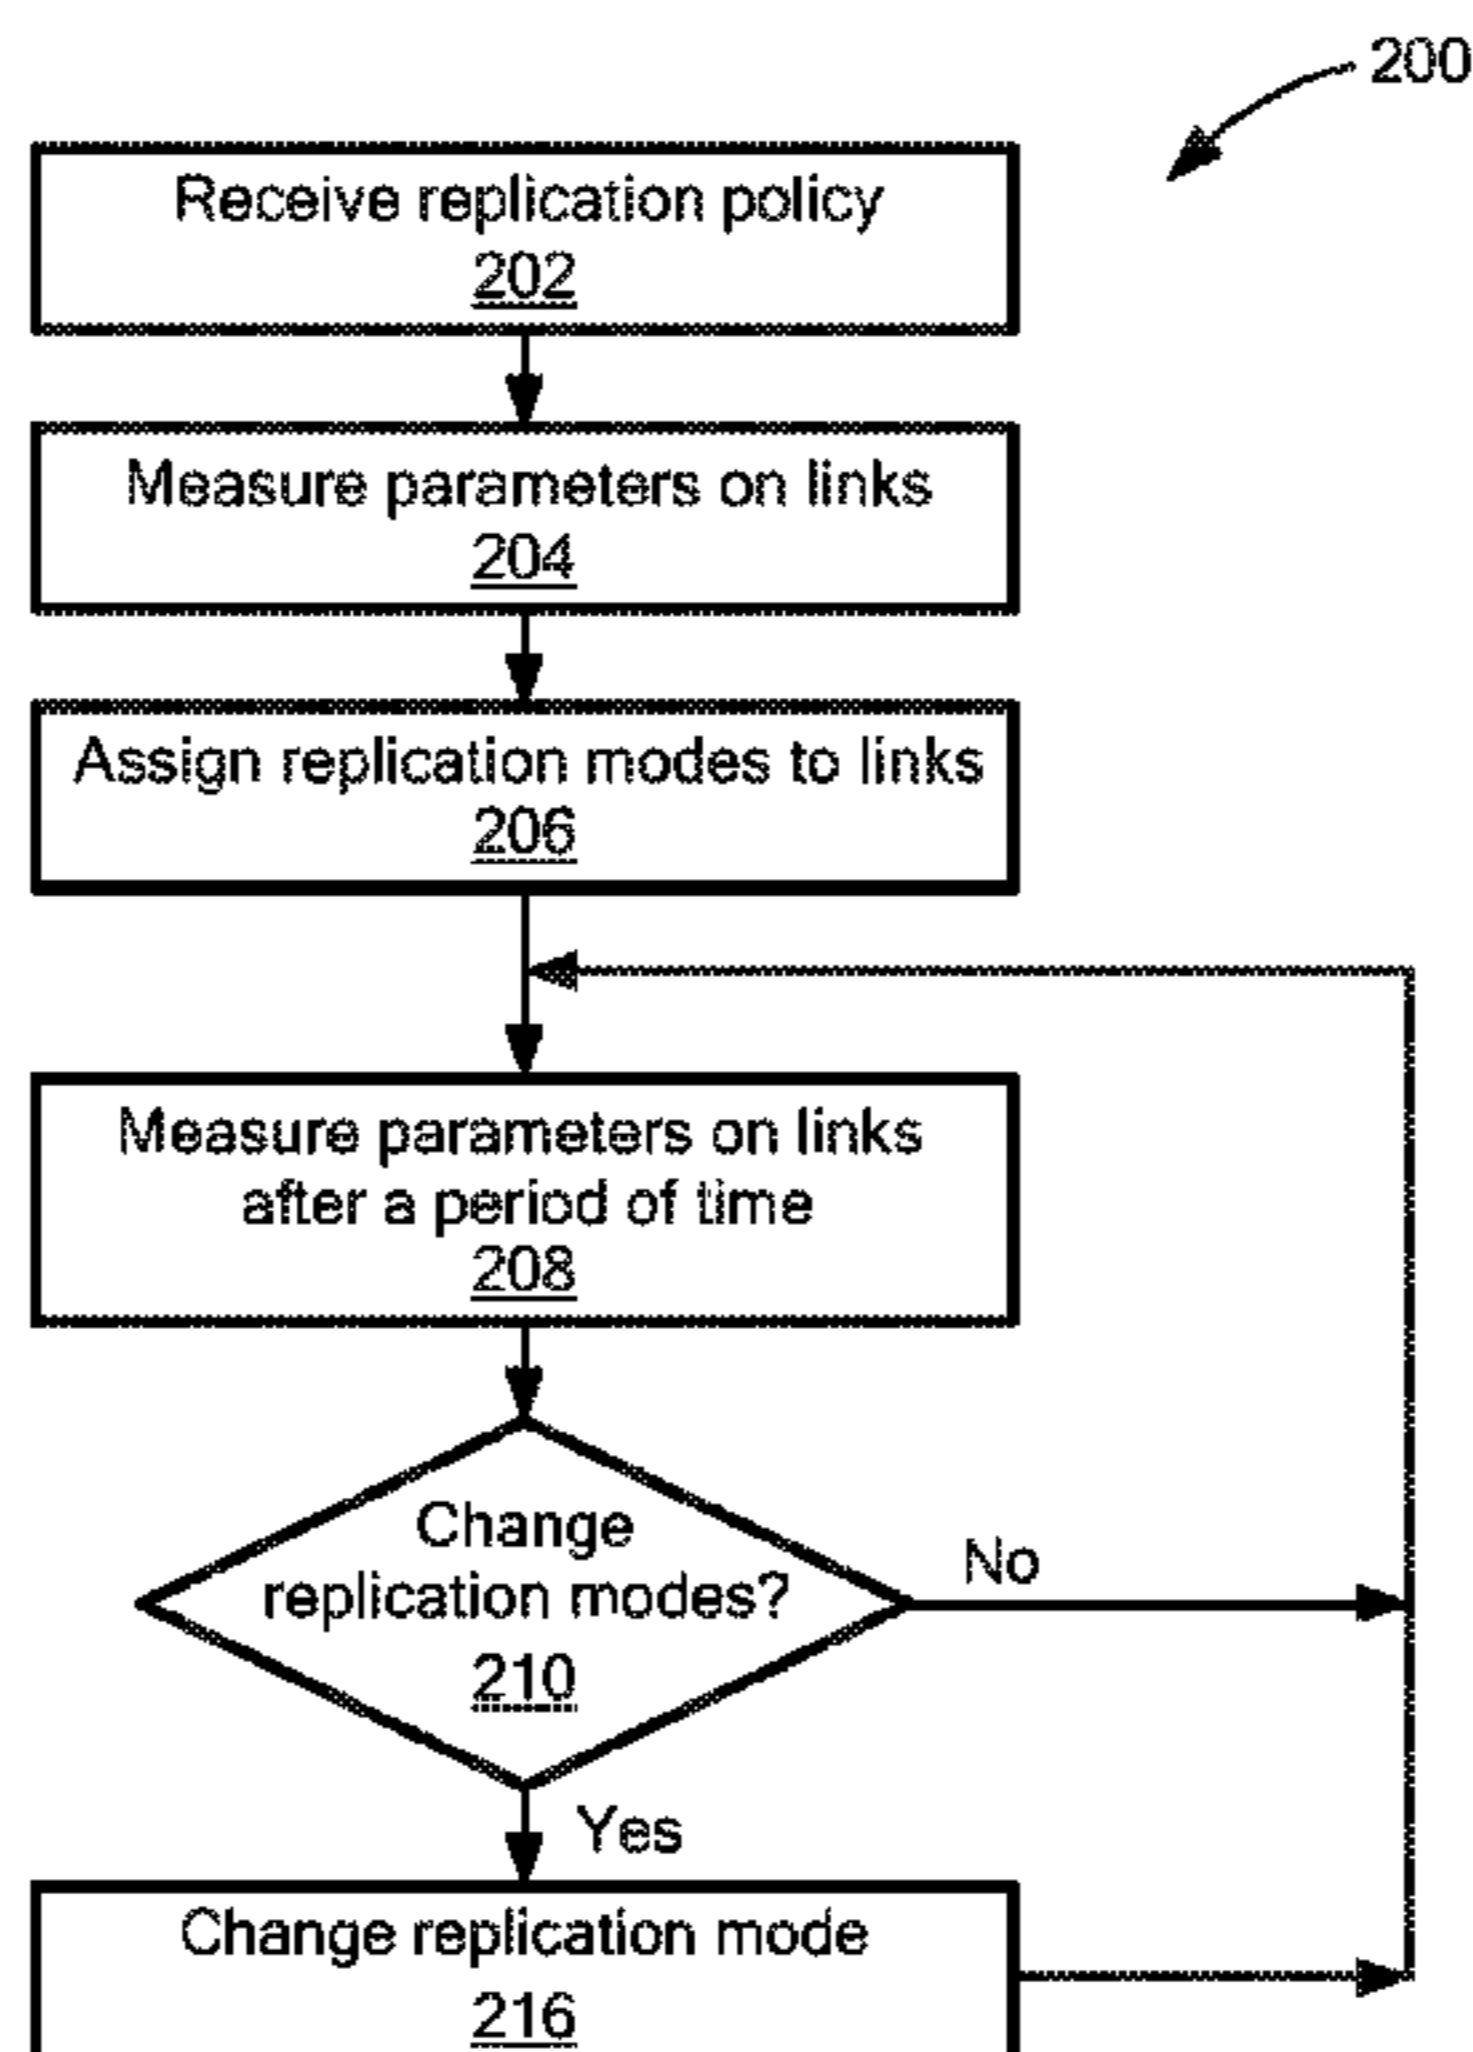 200
Receive replication policy
202
Measure parameters on links
204
Assign replication modes to links
206
Measure parameters on links
after a period of time
208
Change
replication modes?
210
No
Yes
Change replication mode
216